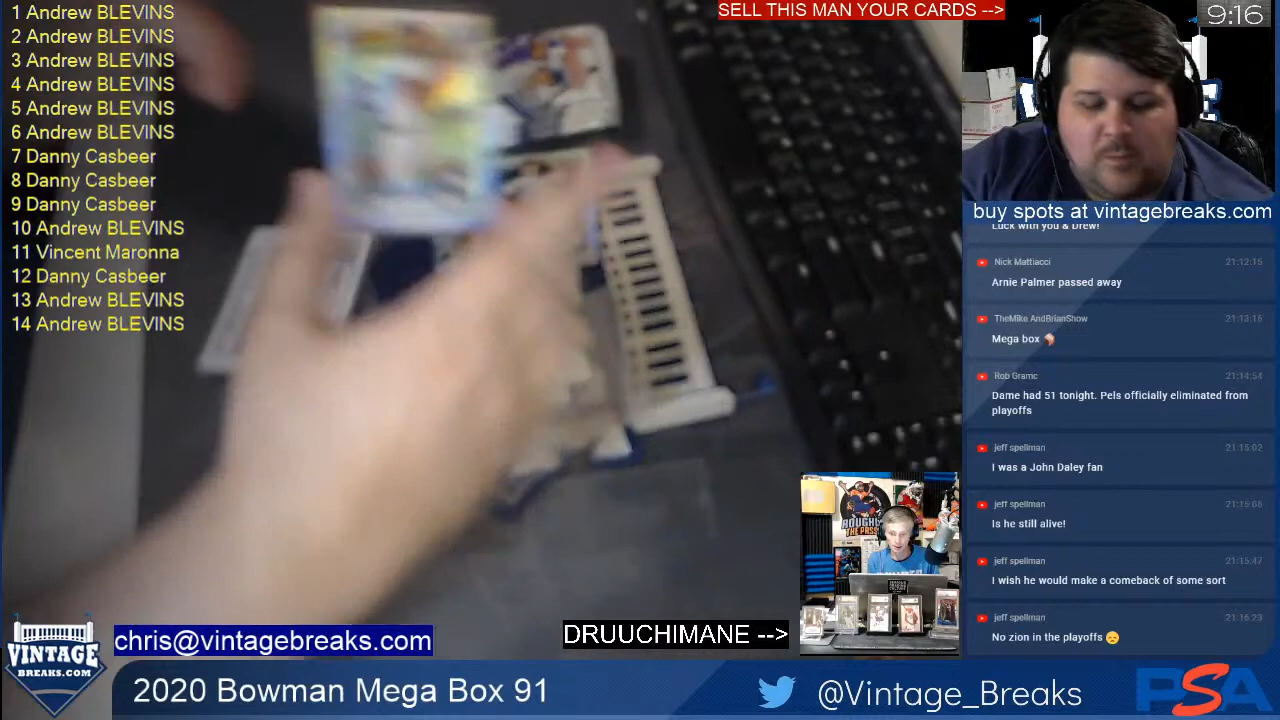 1 Andrew BLEVINS
2 Andrew BLEVINS
3 Andrew BLEVINS
4 Andrew BLEVINS
5 Andrew BLEVINS
6 Andrew BLEVINS
7 Danny Casbeer
8 Danny Casbeer
9 Danny Casbeer
10 Andrew BLEVINS
11 Vincent Maronna
12 Danny Casbeer
13 Andrew BLEVINS
14 Andrew BLEVINS
SELL THIS MAN YOUR CARDS -->
9:16
buy spots at vintagebreaks.com
Luck with you & Drew!
Nick Mattiacci 21:12:15
Arnie Palmer passed away
TheMike AndBrianShow 21:13:15
Mega box
Rob Gramc 21:14:54
Dame had 51 tonight. Pels officially eliminated from
playoffs
jeff spellman 21:15:02
I was a John Daley fan
jeff spellman
Is he still alive!
jeff spellman 21:15:47
I wish he would make a comeback of some sort
jeff spellman 21:16:23
No zion in the playoffs
ROUGHING
THE PASS
DRUUCHIMANE -->
chris@vintagebreaks.com
VINTAGE
BREAKS.COM
2020 Bowman Mega Box 91
@Vintage_Breaks
PSA